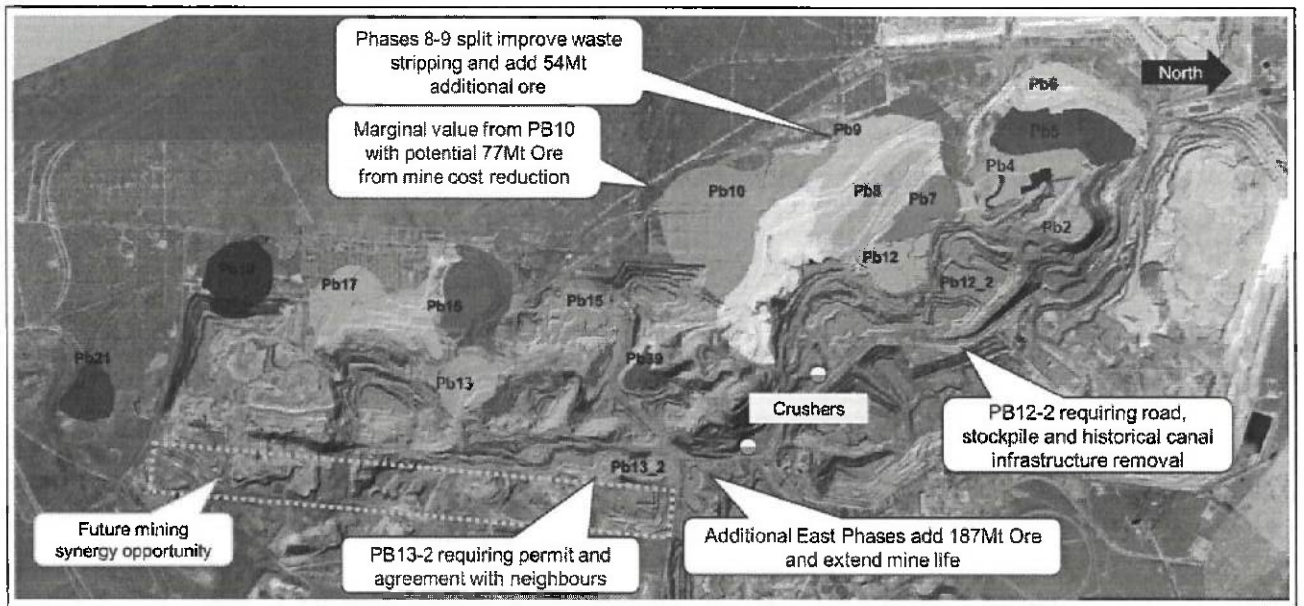 Phases 8-9 split improve waste
stripping and add 54Mt
additional ore
North
Pb6
Marginal value from PB10
with potential 77Mt Ore
from mine cost reduction
Pb9
Pb5
Pb4
Pb10
Pb8
Pb7
Pb2
Pb12
Pb12_2
Pb17
Pb16
Pb15
Pb21
Pb13
Pb39
Crushers
PB12-2 requiring road,
stockpile and historical canal
infrastructure removal
Pb13_2
Future mining
synergy opportunity
PB13-2 requiring permit and
agreement with neighbours
Additional East Phases add 187Mt Ore
and extend mine life